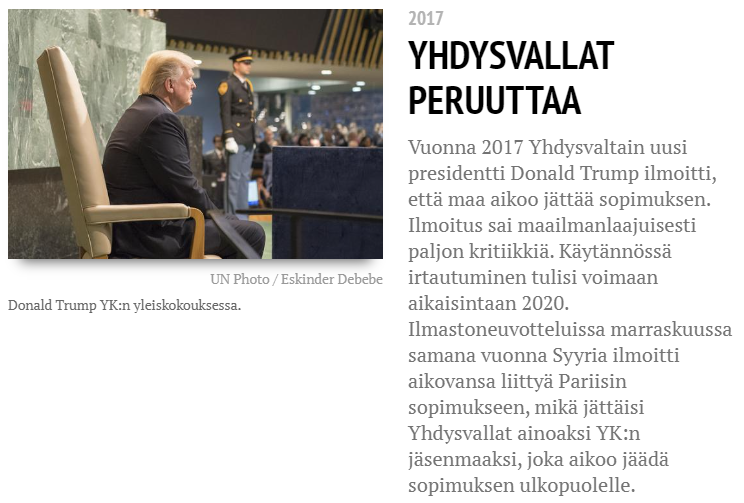 UN Photo / Eskinder Debebe
Donald Trump YK:n yleiskokouksessa.
2017
YHDYSVALLAT
PERUUTTAA
Vuonna 2017 Yhdysvaltain uusi
presidentti Donald Trump ilmoitti,
että maa aikoo jättää sopimuksen.
Ilmoitus sai maailmanlaajuisesti
paljon kritiikkiä. Käytännössä
irtautuminen tulisi voimaan
aikaisintaan 2020.
Ilmastoneuvotteluissa marraskuussa
samana vuonna Syyria ilmoitti
aikovansa liittyä Pariisin
sopimukseen, mikä jättäisi
Yhdysvallat ainoaksi YK:n
jäsenmaaksi, joka aikoo jäädä
sopimuksen ulkopuolelle.